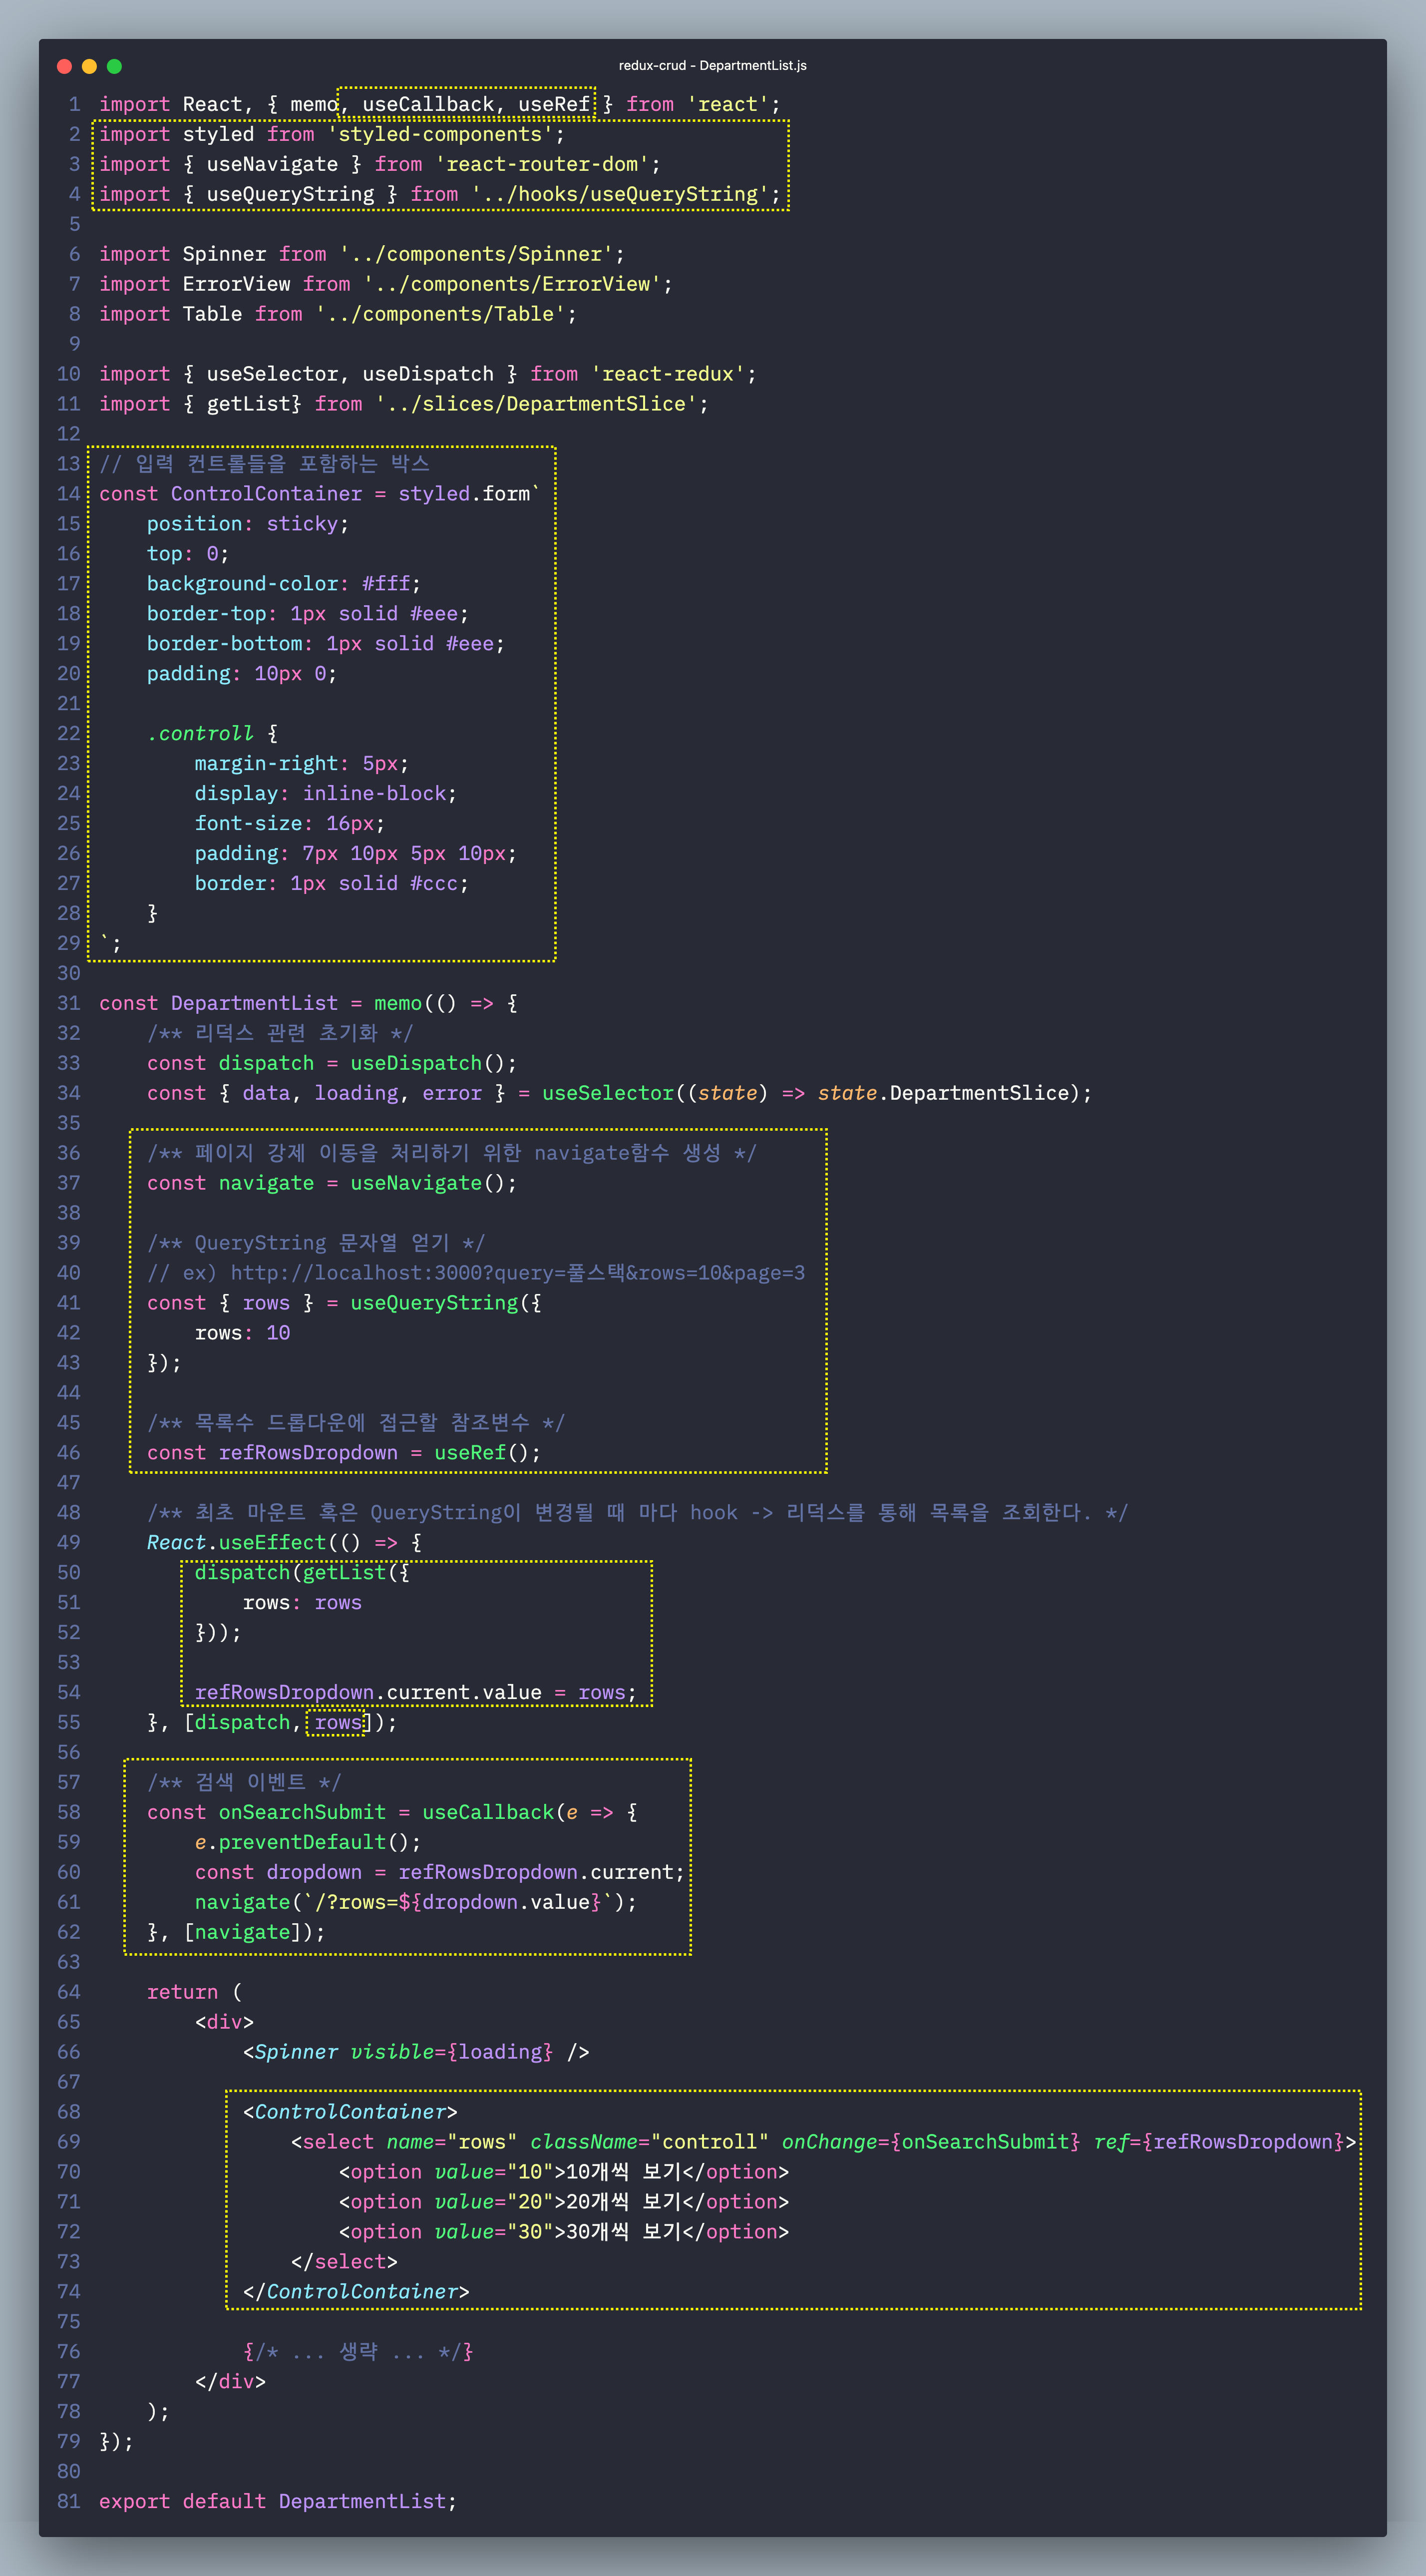 redux-crud - DepartmentList.js
1 import React, { memo, useCallback, useRef } from 'react';
2 import styled from 'styled-components';
3 import { useNavigate } from 'react-router-dom';
4 import { useQueryString } from '../hooks/useQueryString';
5
6 import Spinner from '../components/Spinner';
7 import ErrorView from '../components/ErrorView';
8 import Table from '../components/Table';
9
10 import { useSelector, useDispatch } from 'react-redux';
11 import { getList} from '../slices/DepartmentSlice';
12
13 // 입력 컨트롤들을 포함하는 박스
14 const ControlContainer = styled.form`
15     position: sticky;
16     top: 0;
17     background-color: #fff;
18     border-top: 1px solid #eee;
19     border-bottom: 1px solid #eee;
20     padding: 10px 0;
21
22     .controll {
23         margin-right: 5px;
24         display: inline-block;
25         font-size: 16px;
26         padding: 7px 10px 5px 10px;
27         border: 1px solid #ccc;
28     }
29 `;
30
31 const DepartmentList = memo(() => {
32     /** 리덕스 관련 초기화 */
33     const dispatch = useDispatch();
34     const { data, loading, error } = useSelector((state) => state.DepartmentSlice);
35
36     /** 페이지 강제 이동을 처리하기 위한 navigate함수 생성 */
37     const navigate = useNavigate();
38
39     /** QueryString 문자열 얻기 */
40     // ex) http://localhost:3000?query=풀스택&rows=10&page=3
41     const { rows } = useQueryString({
42         rows: 10
43     });
44
45     /** 목록수 드롭다운에 접근할 참조변수 */
46     const refRowsDropdown = useRef();
47
48     /** 최초 마운트 혹은 QueryString이 변경될 때 마다 hook -> 리덕스를 통해 목록을 조회한다. */
49     React.useEffect(() => {
50         dispatch(getList({
51             rows: rows
52         }));
53
54         refRowsDropdown.current.value = rows;
55     }, [dispatch, rows]);
56
57     /** 검색 이벤트 */
58     const onSearchSubmit = useCallback(e => {
59         e.preventDefault();
60         const dropdown = refRowsDropdown.current;
61         navigate(`/?rows=${dropdown.value}`);
62     }, [navigate]);
63
64     return (
65         <div>
66             <Spinner visible={loading} />
67
68             <ControlContainer>
69                 <select name="rows" className="controll" onChange={onSearchSubmit} ref={refRowsDropdown}>
70                     <option value="10">10개씩 보기</option>
71                     <option value="20">20개씩 보기</option>
72                     <option value="30">30개씩 보기</option>
73                 </select>
74             </ControlContainer>
75
76             {/* ... 생략 ... */}
77         </div>
78     );
79 });
80
81 export default DepartmentList;